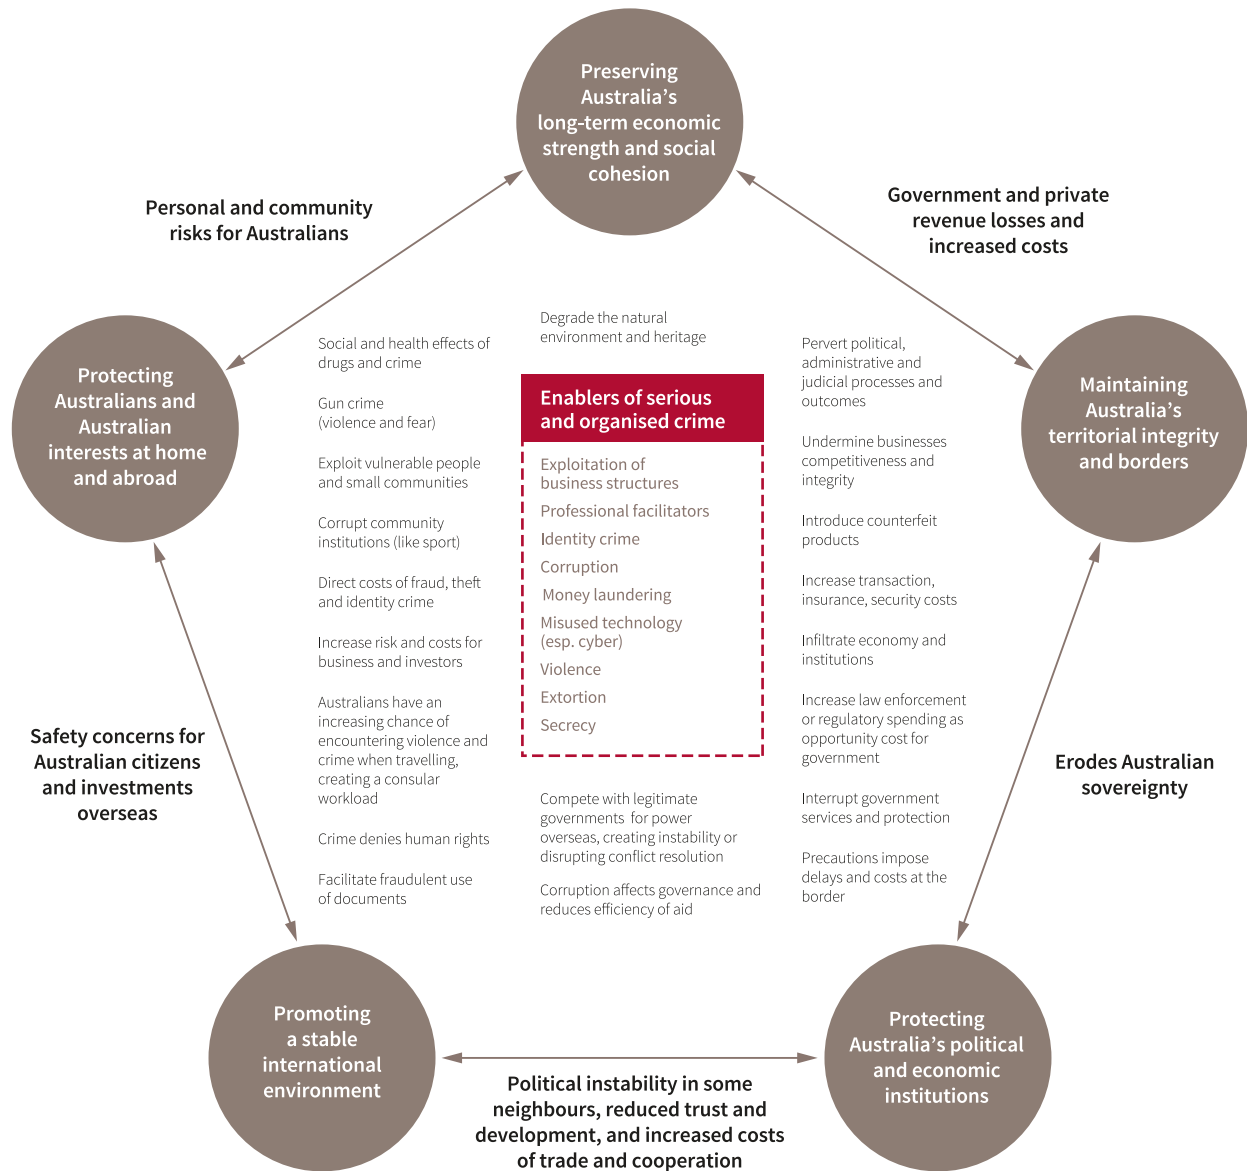 Preserving
Australia's
long-term economic
strength and social
cohesion
Personal and community
risks for Australians
Government and private
revenue losses and
increased costs
Protecting
Australians and
Australian
interests at home
and abroad
Maintaining
Australia's
territorial integrity
and borders
Social and health effects of
drugs and crime
Gun crime
(violence and fear)
Exploit vulnerable people
and small communities
Corrupt community
institutions (like sport)
Direct costs of fraud, theft
and identity crime
Increase risk and costs for
business and investors
Australians have an
increasing chance of
encountering violence and
crime when travelling,
creating a consular
workload
Crime denies human rights
Facilitate fraudulent use
of documents
Degrade the natural
environment and heritage
Enablers of serious
and organised crime
Exploitation of
business structures
Professional facilitators
Identity crime
Corruption
Money laundering
Misused technology
(esp. cyber)
Violence
Extortion
Secrecy
Compete with legitimate
governments for power
overseas, creating instability or
disrupting conflict resolution
Corruption affects governance and
reduces efficiency of aid
Pervert political,
administrative and
judicial processes and
outcomes
Undermine businesses
competitiveness and
integrity
Introduce counterfeit
products
Increase transaction,
insurance, security costs
Infiltrate economy and
institutions
Increase law enforcement
or regulatory spending as
opportunity cost for
government
Interrupt government
services and protection
Precautions impose
delays and costs at the
border
Safety concerns for
Australian citizens
and investments
overseas
Erodes Australian
sovereignty
Promoting
a stable
international
environment
Protecting
Australia's political
and economic
institutions
Political instability in some
neighbours, reduced trust and
development, and increased costs
of trade and cooperation